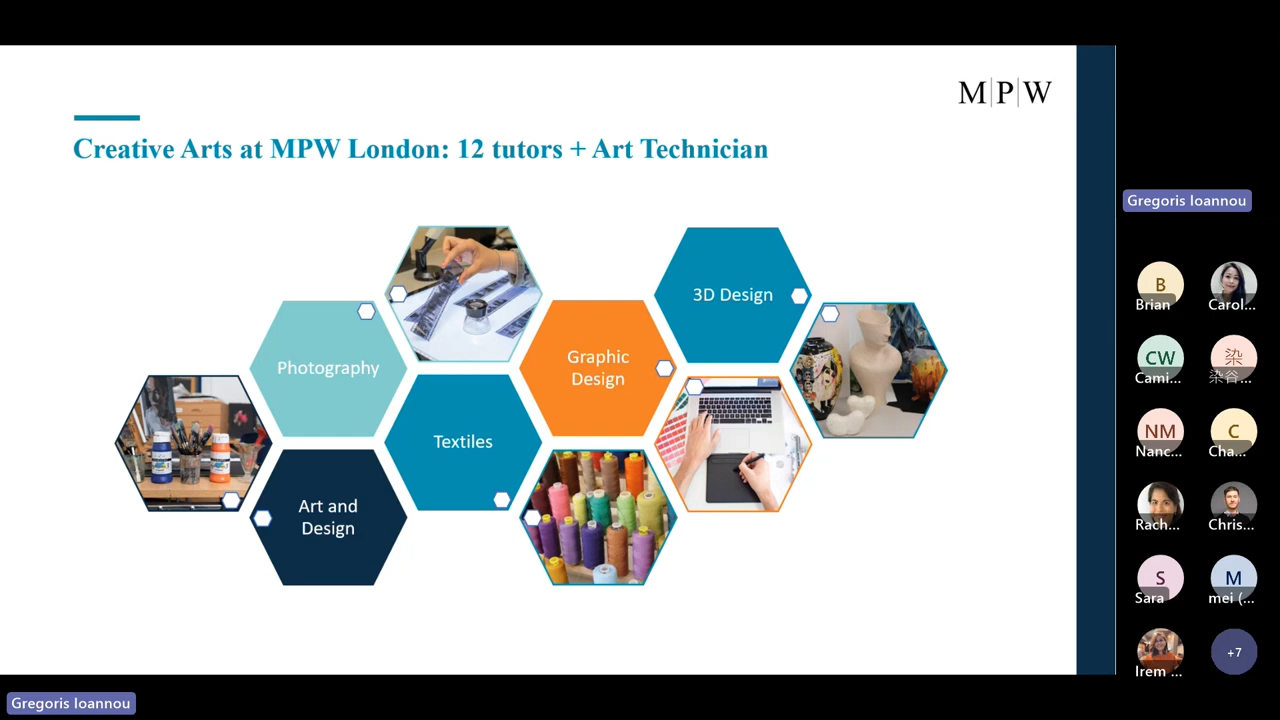 M|P|W
Creative Arts at MPW London: 12 tutors + Art Technician
3D Design
Photography
Graphic
Design
Textiles
Art and
Design
Gregoris Ioannou
B
Brian
Carol...
CW
Cami...
染
染谷...
NM
Nanc...
C
Cha...
Rach...
Chris...
S
Sara
M
mei (...
Irem ...
+7
Gregoris Ioannou